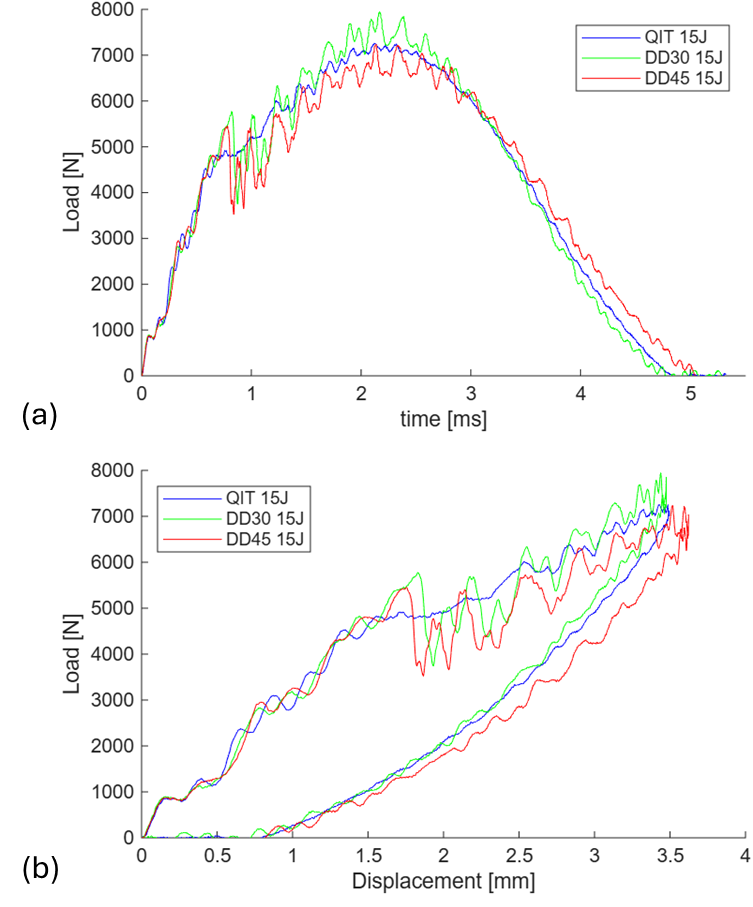 8000
7000
6000
5000
4000
3000
2000
1000
0
Load [N]
QIT 15J
DD30 15J
DD45 15J
0 1 2 3 4 5
time [ms]
(a)
8000
7000
6000
5000
4000
3000
2000
1000
0
Load [N]
QIT 15J
DD30 15J
DD45 15J
0 0.5 1 1.5 2 2.5 3 3.5 4
Displacement [mm]
(b)